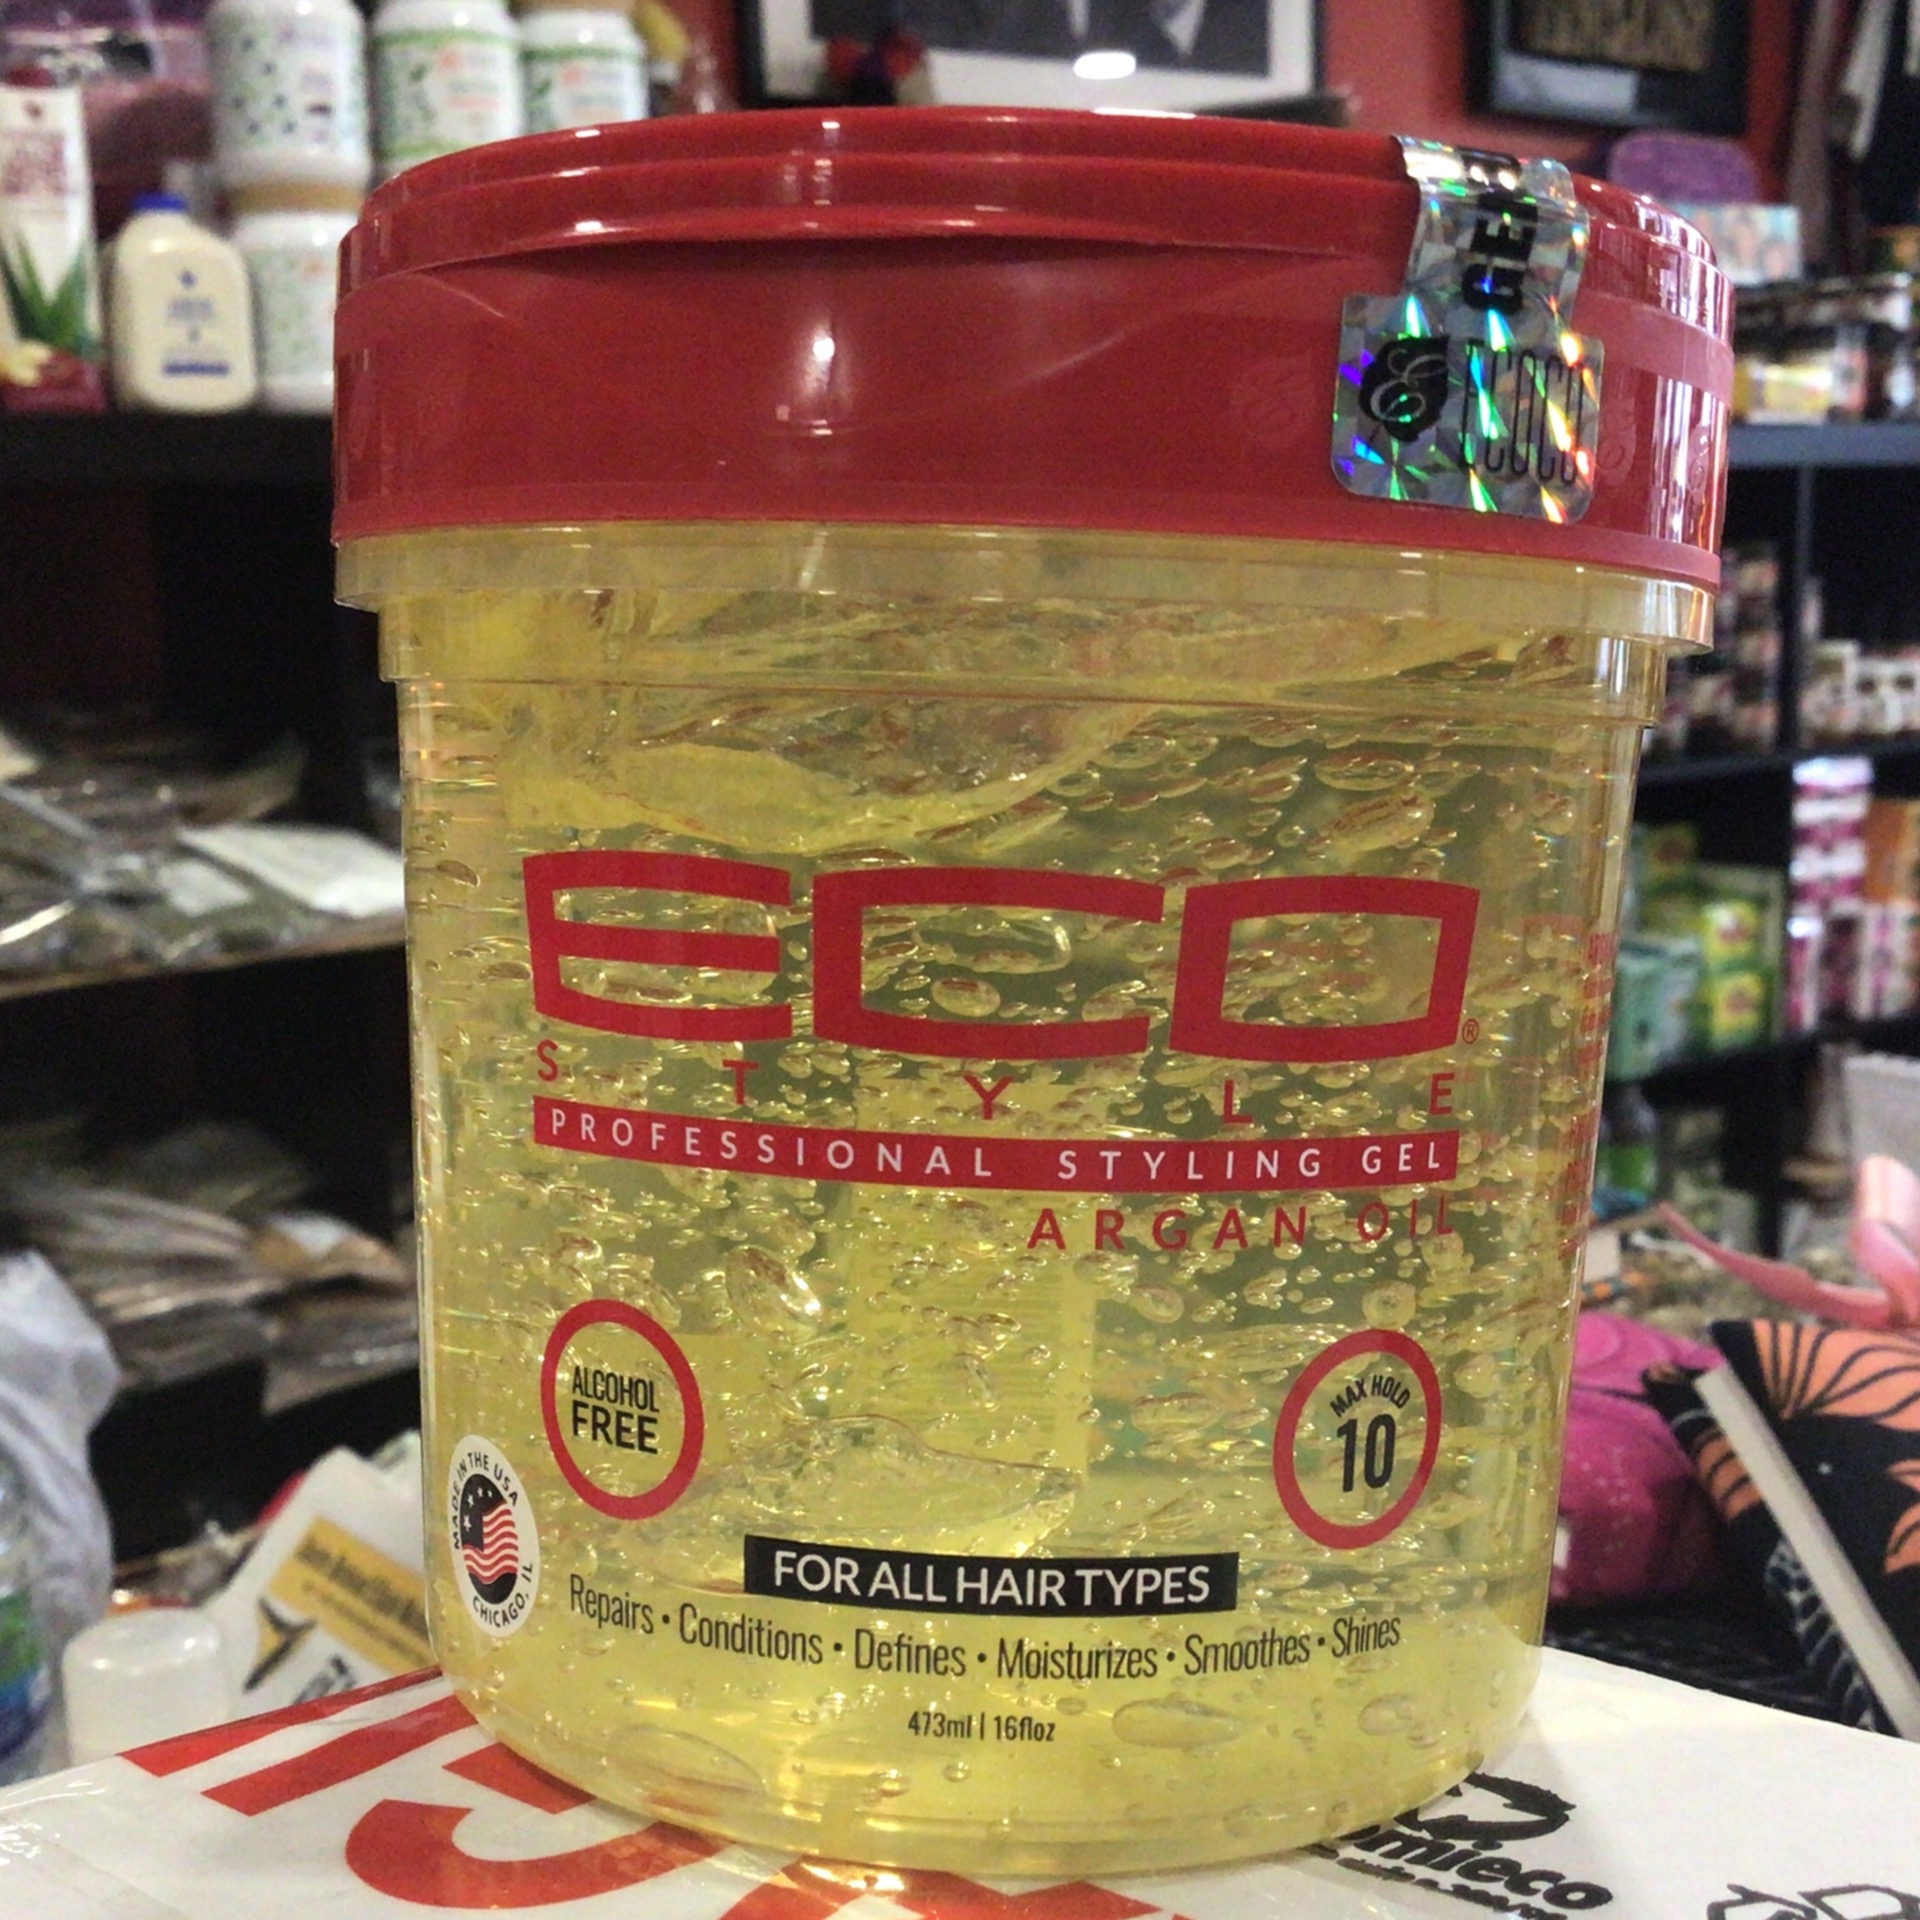 GEN
ECOCO
ECO®
STYLE
PROFESSIONAL STYLING GEL
ARGAN OIL
ALCOHOL
FREE
MAX HOLD
10
MADE IN THE USA
CHICAGO, IL
FOR ALL HAIR TYPES
Repairs • Conditions • Defines • Moisturizes • Smoothes • Shines
473ml | 16floz